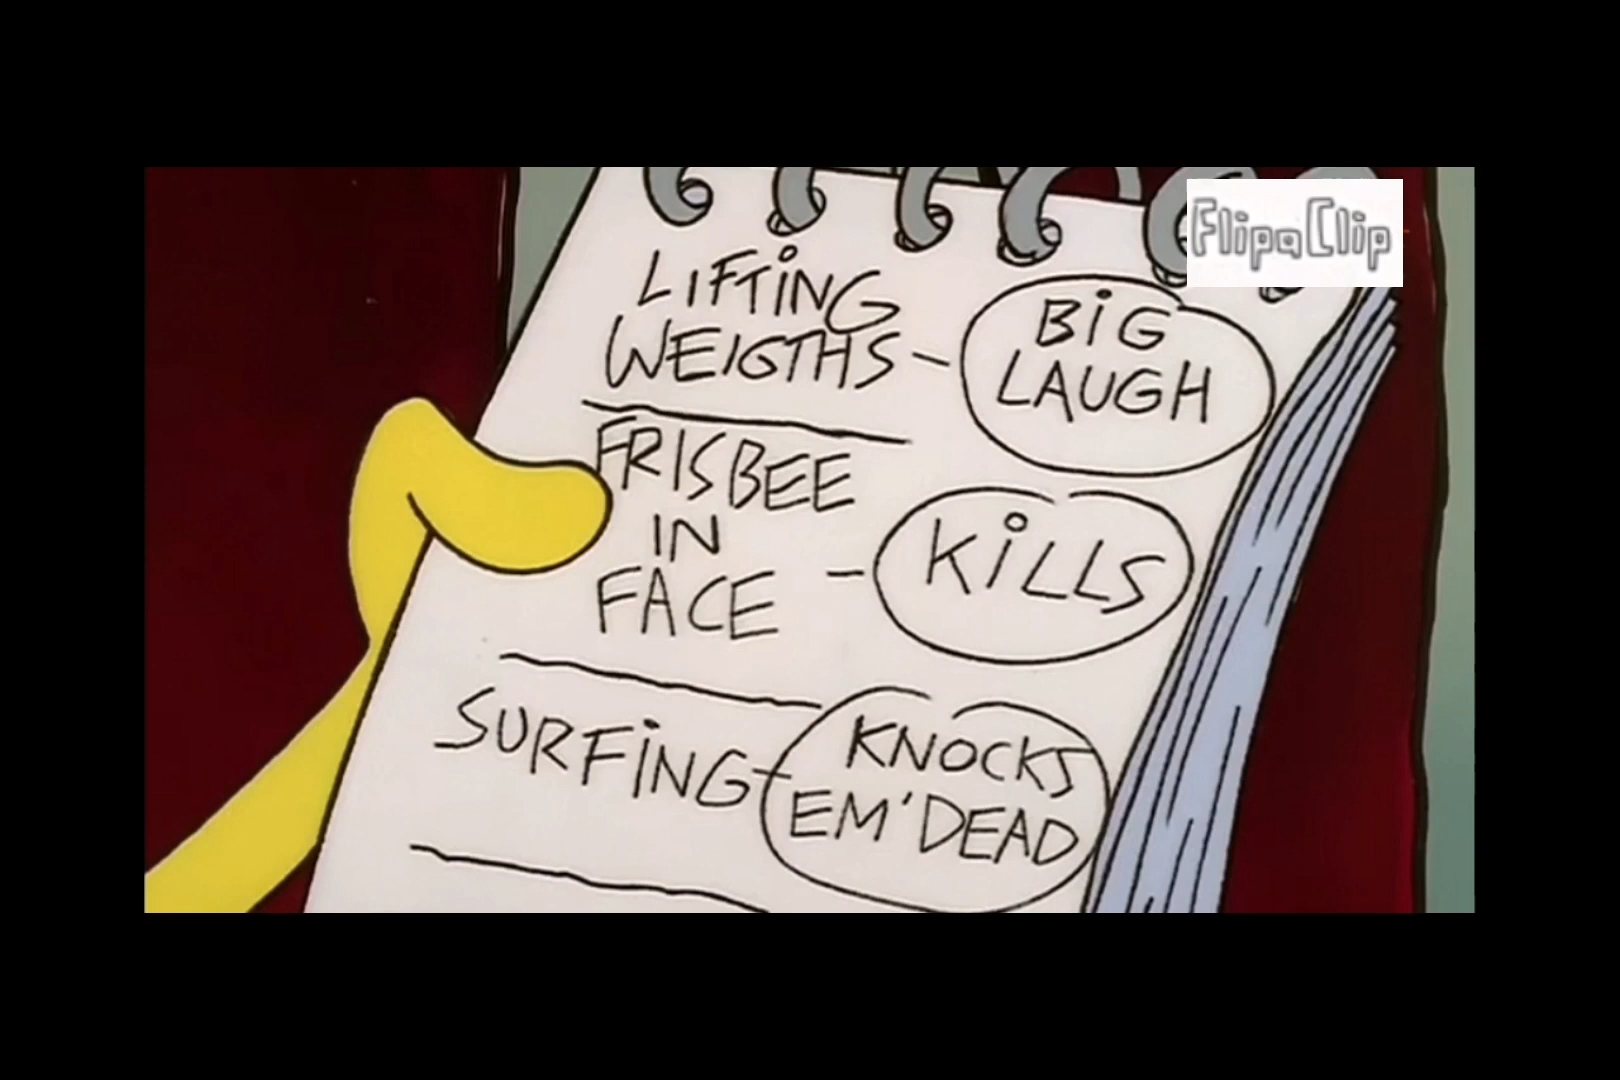 FlipaClip
LIFTING
WEIGTHS -
BIG
LAUGH
FRISBEE
IN
FACE -
KILLS
SURFING -
KNOCKS
EM'DEAD